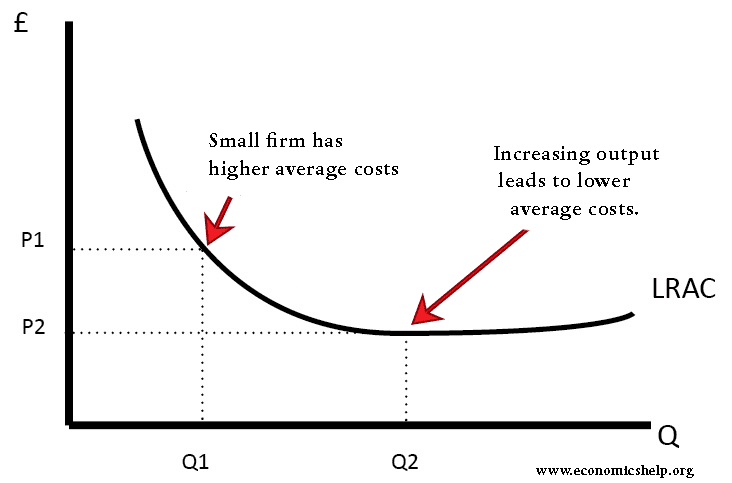 £
Small firm has
higher average costs
Increasing output
leads to lower
average costs.
P1
LRAC
P2
Q
Q1
Q2
www.economicshelp.org